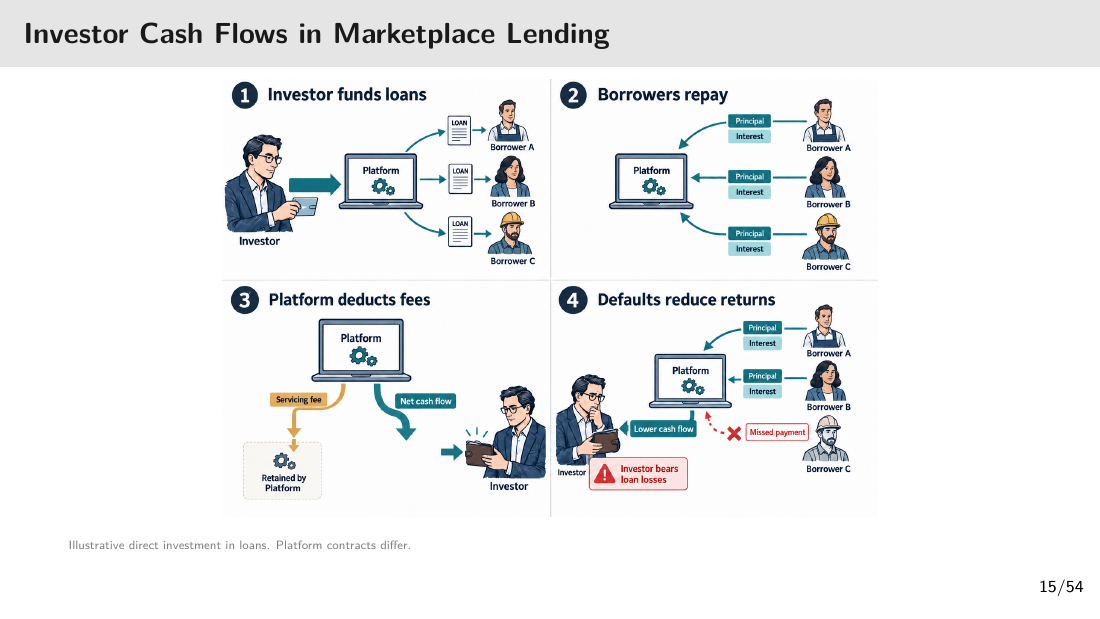 Investor Cash Flows in Marketplace Lending
1 Investor funds loans
LOAN
Borrower A
Platform
LOAN
Borrower B
Investor
LOAN
Borrower C
2 Borrowers repay
Principal
Interest
Borrower A
Platform
Principal
Interest
Borrower B
Principal
Interest
Borrower C
3 Platform deducts fees
Platform
Servicing fee
Net cash flow
Retained by
Platform
Investor
4 Defaults reduce returns
Principal
Interest
Borrower A
Platform
Principal
Interest
Borrower B
Lower cash flow
Missed payment
Borrower C
Investor
Investor bears
loan losses
Illustrative direct investment in loans. Platform contracts differ.
15/54